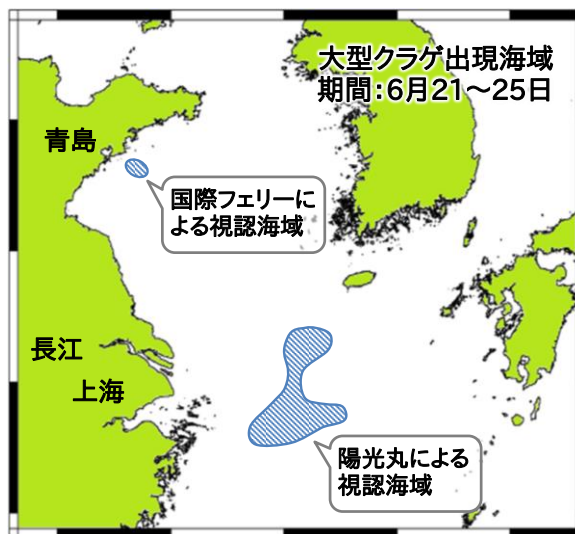 大型クラゲ出現海域
期間:6月21～25日
青島
国際フェリーに
よる視認海域
長江
上海
陽光丸による
視認海域